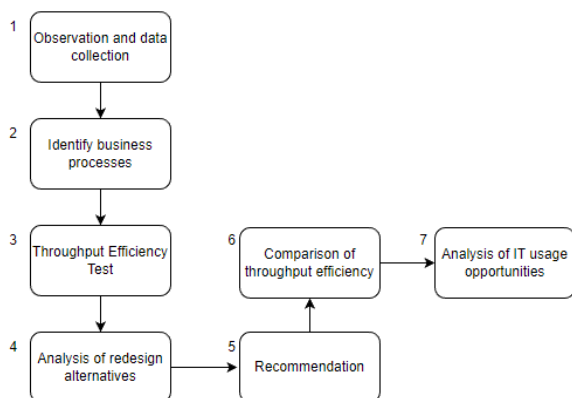 1
Observation and data
collection
2
Identify business
processes
3
Throughput Efficiency
Test
4
Analysis of redesign
alternatives
5
Recommendation
6
Comparison of
throughput efficiency
7
Analysis of IT usage
opportunities